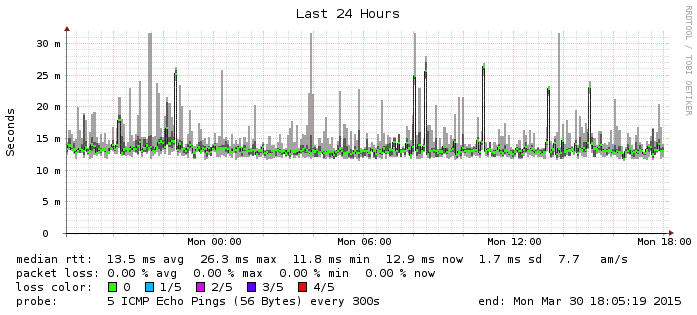 Last 24 Hours
RRDTOOL / TOBI OETIKER
Seconds
30 m
25 m
20 m
15 m
10 m
5 m
0
Mon 00:00 Mon 06:00 Mon 12:00 Mon 18:00
median rtt: 13.5 ms avg 26.3 ms max 11.8 ms min 12.9 ms now 1.7 ms sd 7.7 am/s
packet loss: 0.00 % avg 0.00 % max 0.00 % min 0.00 % now
loss color: 0 1/5 2/5 3/5 4/5
probe: 5 ICMP Echo Pings (56 Bytes) every 300s end: Mon Mar 30 18:05:19 2015